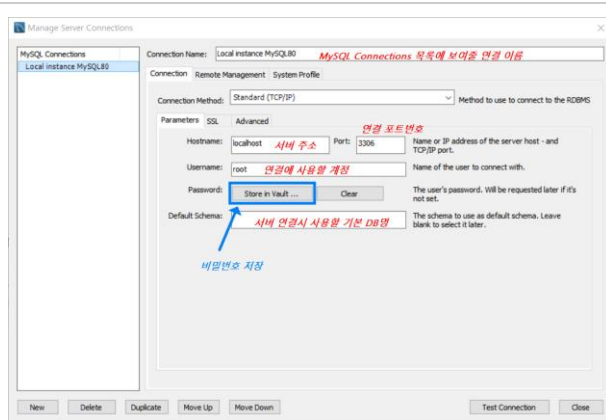 Manage Server Connections
MySQL Connections
Local instance MySQL80
Connection Name: Local instance MySQL80 MySQL Connections 목록에 보여줄 연결 이름
Connection Remote Management System Profile
Connection Method: Standard (TCP/IP) Method to use to connect to the RDBMS
Parameters SSL Advanced
연결 포트번호
Hostname: localhost 서버 주소 Port: 3306 Name or IP address of the server host - and
TCP/IP port.
Username: root 연결에 사용할 계정 Name of the user to connect with.
Password: Store in Vault ... Clear The user's password. Will be requested later if it's
not set.
Default Schema: 서버 연결시 사용할 기본 DB명 The schema to use as default schema. Leave
blank to select it later.
비밀번호 저장
New Delete Duplicate Move Up Move Down Test Connection Close